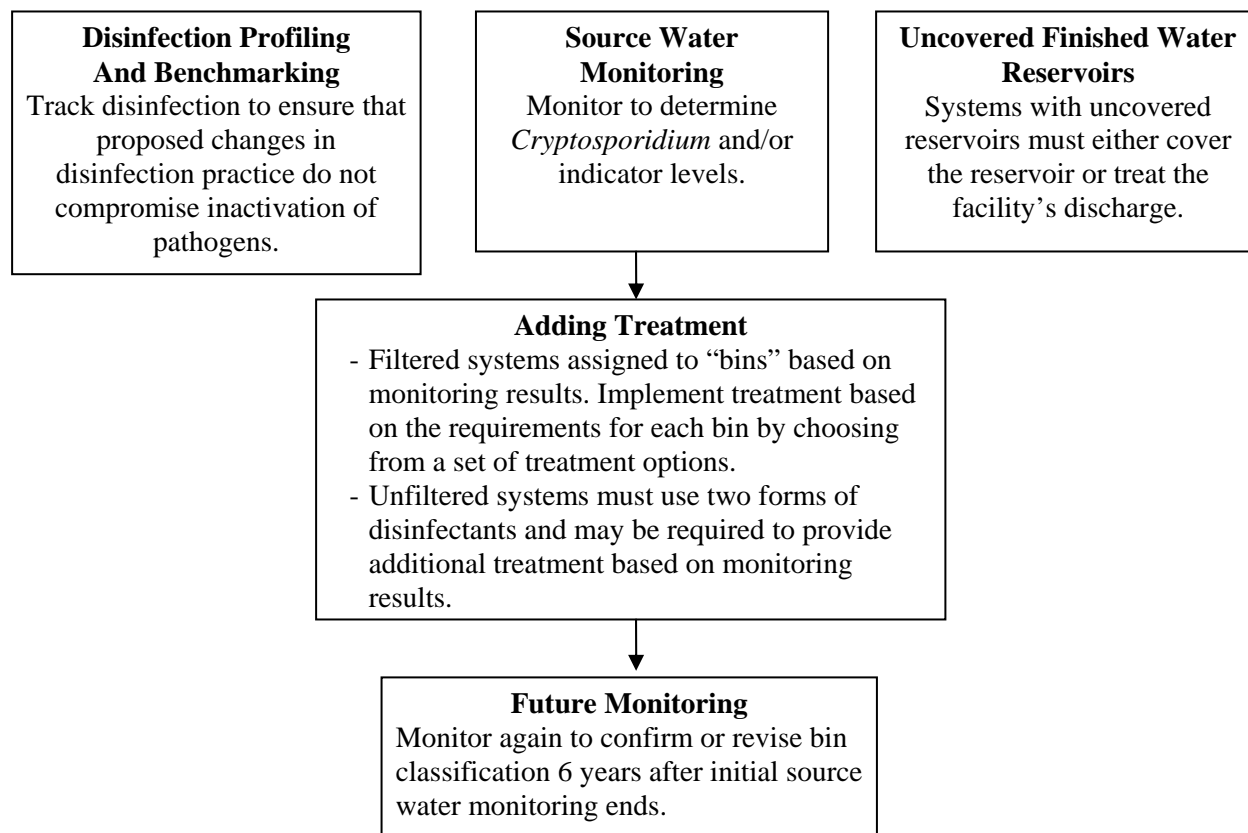 Disinfection Profiling
And Benchmarking
Track disinfection to ensure that
proposed changes in
disinfection practice do not
compromise inactivation of
pathogens.
Source Water
Monitoring
Monitor to determine
Cryptosporidium and/or
indicator levels.
Uncovered Finished Water
Reservoirs
Systems with uncovered
reservoirs must either cover
the reservoir or treat the
facility’s discharge.
Adding Treatment
- Filtered systems assigned to “bins” based on
monitoring results. Implement treatment based
on the requirements for each bin by choosing
from a set of treatment options.
- Unfiltered systems must use two forms of
disinfectants and may be required to provide
additional treatment based on monitoring
results.
Future Monitoring
Monitor again to confirm or revise bin
classification 6 years after initial source
water monitoring ends.